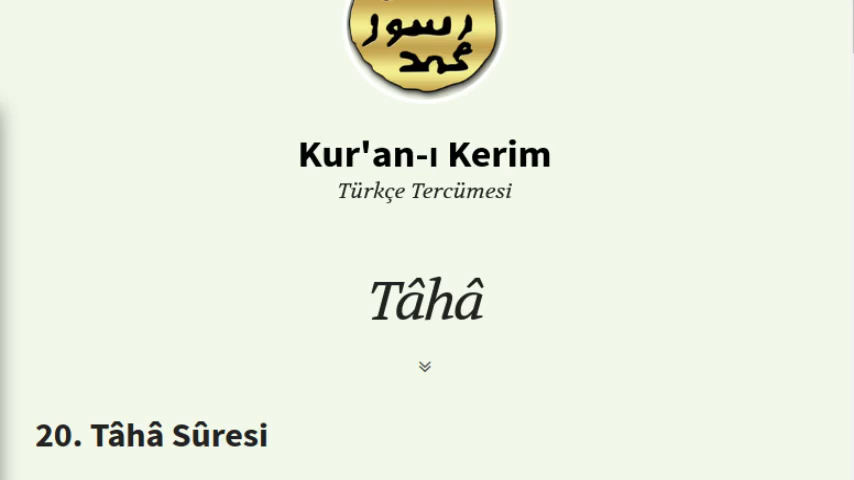 رسول
محمد
Kur'an-ı Kerim
Türkçe Tercümesi
Tâhâ
20. Tâhâ Sûresi